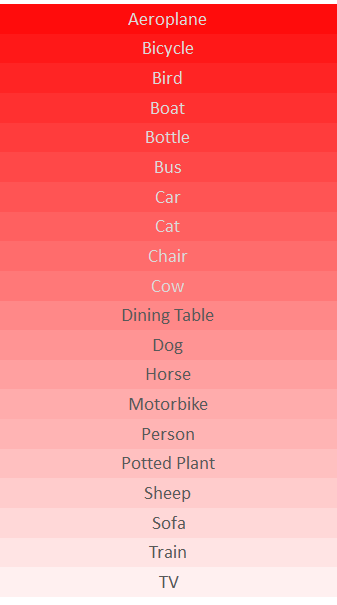 Aeroplane
Bicycle
Bird
Boat
Bottle
Bus
Car
Cat
Chair
Cow
Dining Table
Dog
Horse
Motorbike
Person
Potted Plant
Sheep
Sofa
Train
TV